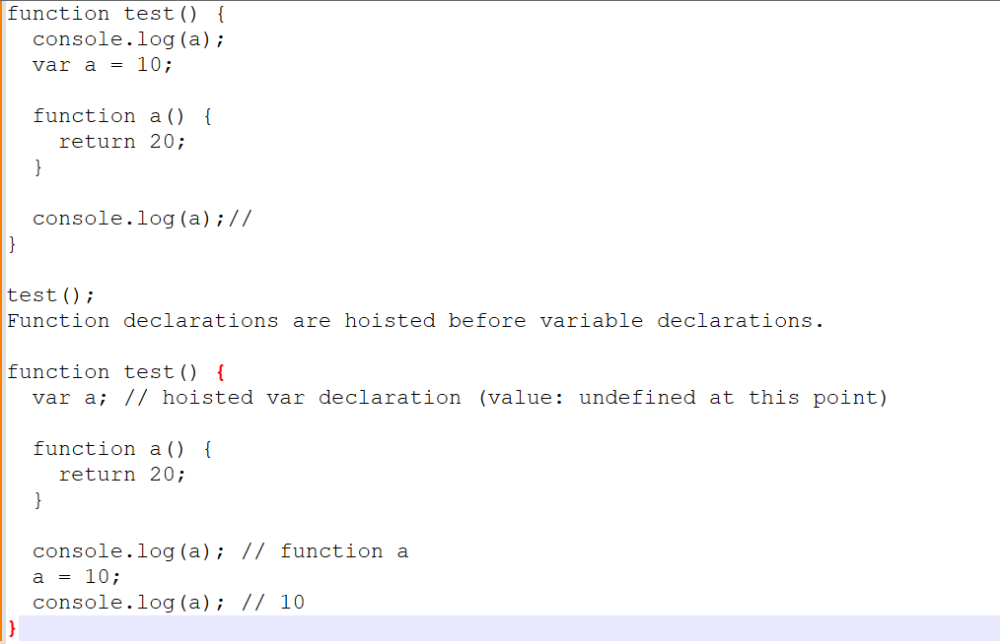 function test() {
  console.log(a);
  var a = 10;

  function a() {
    return 20;
  }

  console.log(a);//
}

test();
Function declarations are hoisted before variable declarations.

function test() {
  var a; // hoisted var declaration (value: undefined at this point)

  function a() {
    return 20;
  }

  console.log(a); // function a
  a = 10;
  console.log(a); // 10
}